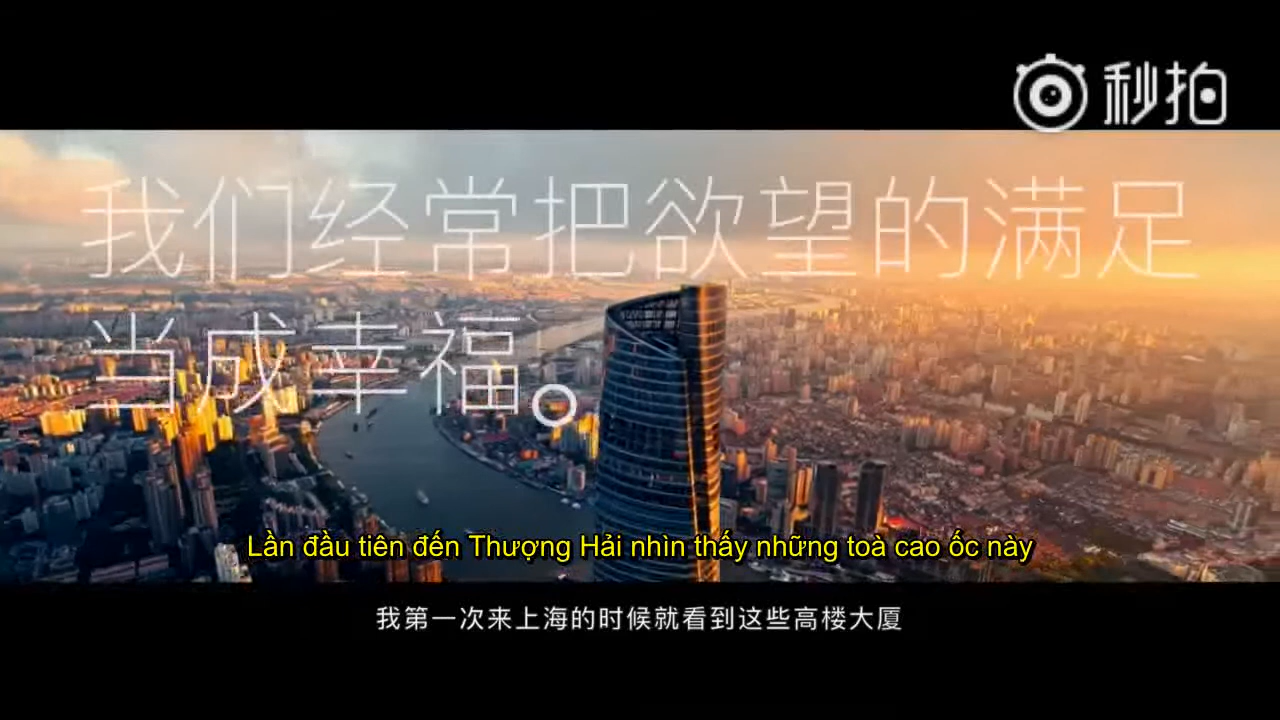 秒拍
我们经常把欲望的满足
当成幸福。
Lần đầu tiên đến Thượng Hải nhìn thấy những toà cao ốc này
我第一次来上海的时候就看到这些高楼大厦